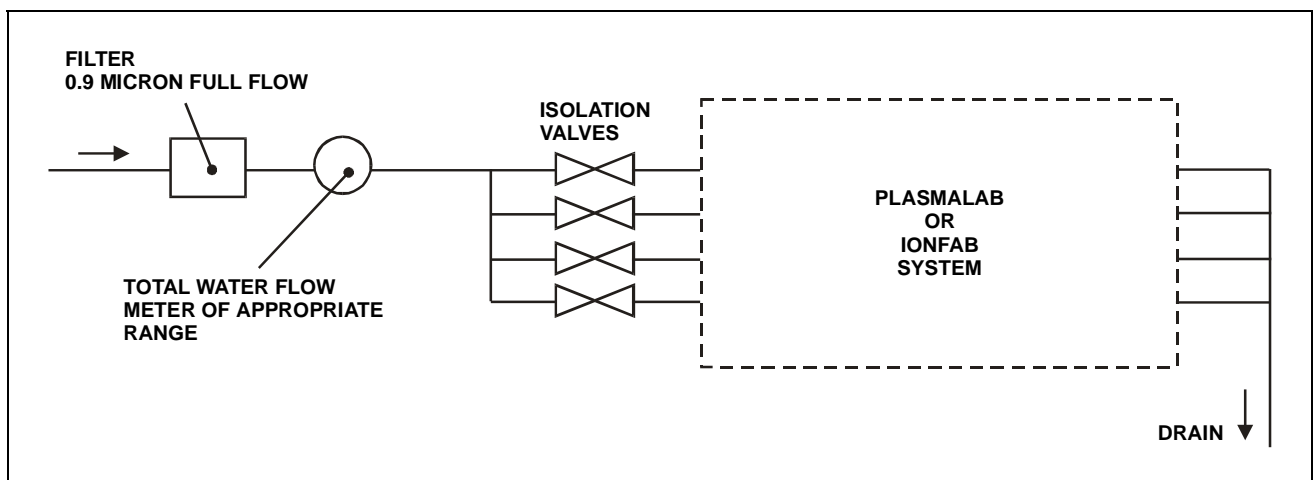 FILTER
0.9 MICRON FULL FLOW
ISOLATION
VALVES
PLASMALAB
OR
IONFAB
SYSTEM
TOTAL WATER FLOW
METER OF APPROPRIATE
RANGE
DRAIN